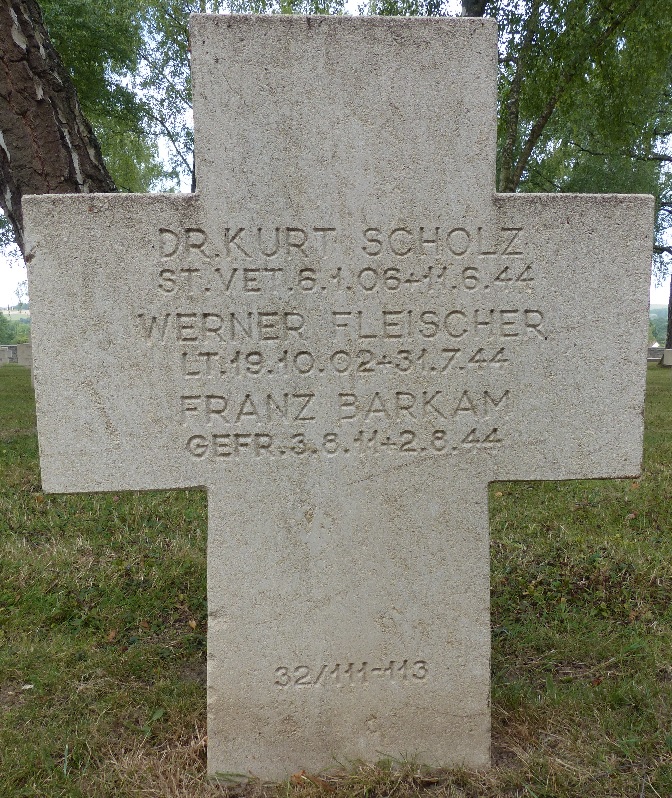 DR. KURT SCHOLZ
ST. VET. 6.1.06 + 11.6.44
WERNER FLEISCHER
LT. 19.10.02 + 31.7.44
FRANZ BARKAM
GEFR. 3.8.11 + 2.8.44
32/111-113